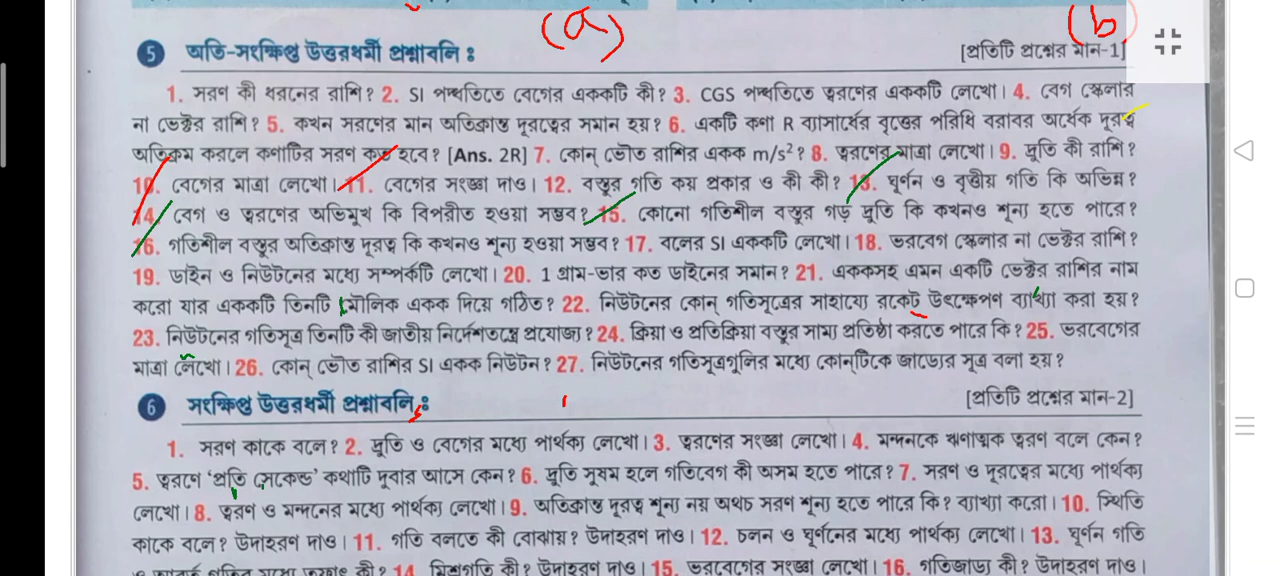 (a) (b)
5 অতি-সংক্ষিপ্ত উত্তরধর্মী প্রশ্নাবলি : [প্রতিটি প্রশ্নের মান-1]
1. সরণ কী ধরনের রাশি? 2. SI পদ্ধতিতে বেগের এককটি কী? 3. CGS পদ্ধতিতে ত্বরণের এককটি লেখো। 4. বেগ স্কেলার
না ভেক্টর রাশি? 5. কখন সরণের মান অতিক্রান্ত দূরত্বের সমান হয়? 6. একটি কণা R ব্যাসার্ধের বৃত্তের পরিধি বরাবর অর্ধেক দূরত্ব
অতিক্রম করলে কণাটির সরণ কত হবে? [Ans. 2R] 7. কোন্ ভৌত রাশির একক m/s²? 8. ত্বরণের মাত্রা লেখো। 9. দ্রুতি কী রাশি?
10. বেগের মাত্রা লেখো। 11. বেগের সংজ্ঞা দাও। 12. বস্তুর গতি কয় প্রকার ও কী কী? 13. ঘূর্ণন ও বৃত্তীয় গতি কি অভিন্ন?
14. বেগ ও ত্বরণের অভিমুখ কি বিপরীত হওয়া সম্ভব? 15. কোনো গতিশীল বস্তুর গড় দ্রুতি কি কখনও শূন্য হতে পারে?
16. গতিশীল বস্তুর অতিক্রান্ত দূরত্ব কি কখনও শূন্য হওয়া সম্ভব? 17. বলের SI এককটি লেখো। 18. ভরবেগ স্কেলার না ভেক্টর রাশি?
19. ডাইন ও নিউটনের মধ্যে সম্পর্কটি লেখো। 20. 1 গ্রাম-ভার কত ডাইনের সমান? 21. এককসহ এমন একটি ভেক্টর রাশির নাম
করো যার এককটি তিনটি মৌলিক একক দিয়ে গঠিত? 22. নিউটনের কোন্ গতিসূত্রের সাহায্যে রকেট উৎক্ষেপণ ব্যাখ্যা করা হয়?
23. নিউটনের গতিসূত্র তিনটি কী জাতীয় নির্দেশতন্ত্রে প্রযোজ্য? 24. ক্রিয়া ও প্রতিক্রিয়া বস্তুর সাম্য প্রতিষ্ঠা করতে পারে কি? 25. ভরবেগের
মাত্রা লেখো। 26. কোন্ ভৌত রাশির SI একক নিউটন? 27. নিউটনের গতিসূত্রগুলির মধ্যে কোন্‌টিকে জাড্যের সূত্র বলা হয়?
6 সংক্ষিপ্ত উত্তরধর্মী প্রশ্নাবলি : [প্রতিটি প্রশ্নের মান-2]
1. সরণ কাকে বলে? 2. দ্রুতি ও বেগের মধ্যে পার্থক্য লেখো। 3. ত্বরণের সংজ্ঞা লেখো। 4. মন্দনকে ঋণাত্মক ত্বরণ বলে কেন?
5. ত্বরণে ‘প্রতি সেকেন্ড’ কথাটি দুবার আসে কেন? 6. দ্রুতি সুষম হলে গতিবেগ কী অসম হতে পারে? 7. সরণ ও দূরত্বের মধ্যে পার্থক্য
লেখো। 8. ত্বরণ ও মন্দনের মধ্যে পার্থক্য লেখো। 9. অতিক্রান্ত দূরত্ব শূন্য নয় অথচ সরণ শূন্য হতে পারে কি? ব্যাখ্যা করো। 10. স্থিতি
কাকে বলে? উদাহরণ দাও। 11. গতি বলতে কী বোঝায়? উদাহরণ দাও। 12. চলন ও ঘূর্ণনের মধ্যে পার্থক্য লেখো। 13. ঘূর্ণন গতি
ও আবর্ত গতির মধ্যে তফাৎ কী? 14. মিশ্রগতি কী? উদাহরণ দাও। 15. ভরবেগের সংজ্ঞা লেখো। 16. গতিজাড্য কী? উদাহরণ দাও।